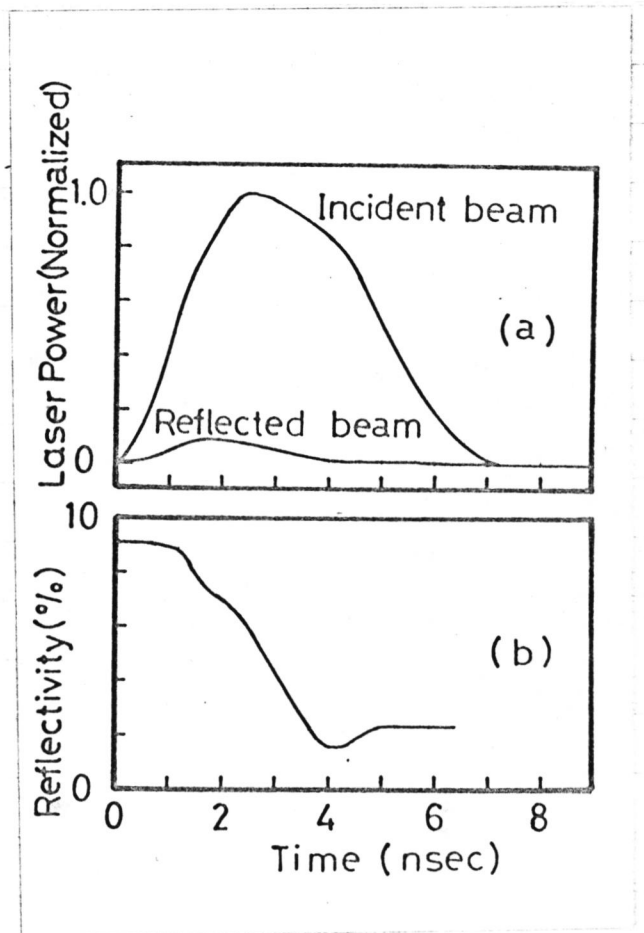 Laser Power(Normalized)
1.0
Incident beam
(a)
Reflected beam
0
Reflectivity(%)
10
(b)
0
0 2 4 6 8
Time (nsec)